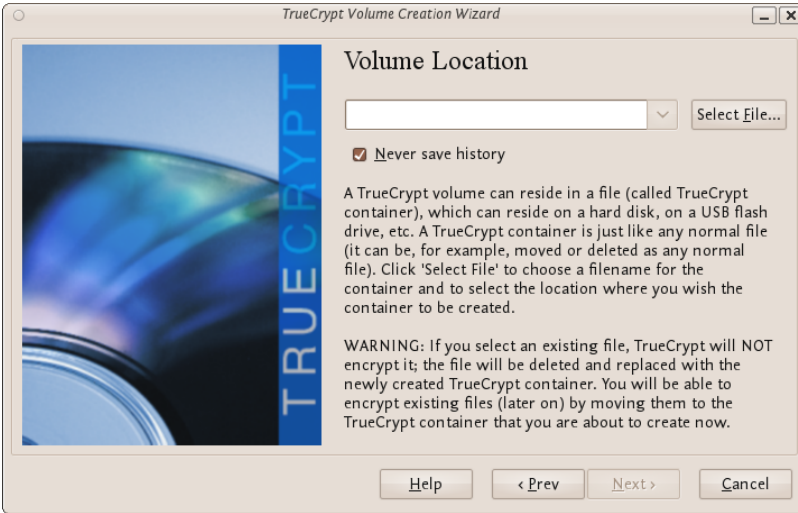 TrueCrypt Volume Creation Wizard
Volume Location
Select File...
Never save history
A TrueCrypt volume can reside in a file (called TrueCrypt
container), which can reside on a hard disk, on a USB flash
drive, etc. A TrueCrypt container is just like any normal file
(it can be, for example, moved or deleted as any normal
file). Click 'Select File' to choose a filename for the
container and to select the location where you wish the
container to be created.
WARNING: If you select an existing file, TrueCrypt will NOT
encrypt it; the file will be deleted and replaced with the
newly created TrueCrypt container. You will be able to
encrypt existing files (later on) by moving them to the
TrueCrypt container that you are about to create now.
TRUECRYPT
Help
< Prev
Next >
Cancel